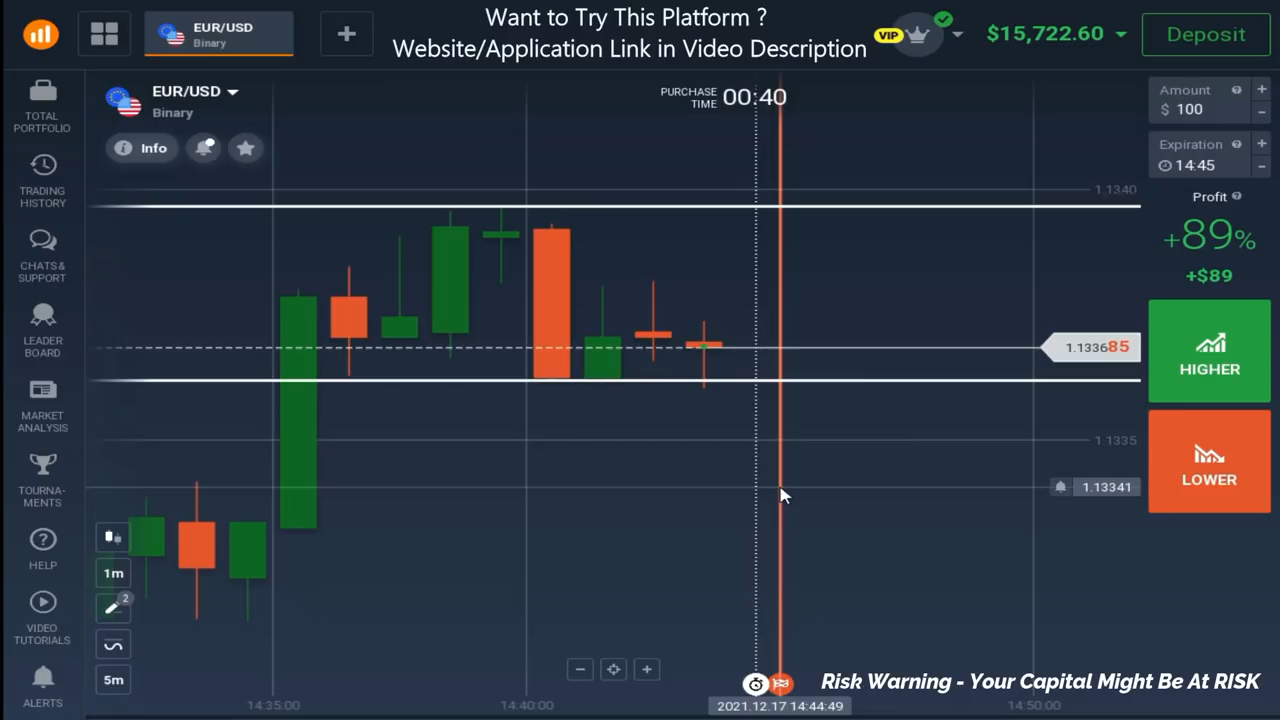 EUR/USD
Binary
Want to Try This Platform ?
Website/Application Link in Video Description
VIP
$15,722.60
Deposit
TOTAL
PORTFOLIO
TRADING
HISTORY
CHATS &
SUPPORT
LEADER
BOARD
MARKET
ANALYSIS
TOURNA-
MENTS
HELP
VIDEO
TUTORIALS
ALERTS
EUR/USD
Binary
Info
PURCHASE
TIME
00:40
1.1340
1.133685
1.1335
1.13341
Amount
$ 100
+
−
Expiration
14:45
+
−
Profit
+89%
+$89
HIGHER
LOWER
1m
2
5m
− +
14:35:00
14:40:00
2021.12.17 14:44:49
14:50:00
Risk Warning - Your Capital Might Be At RISK